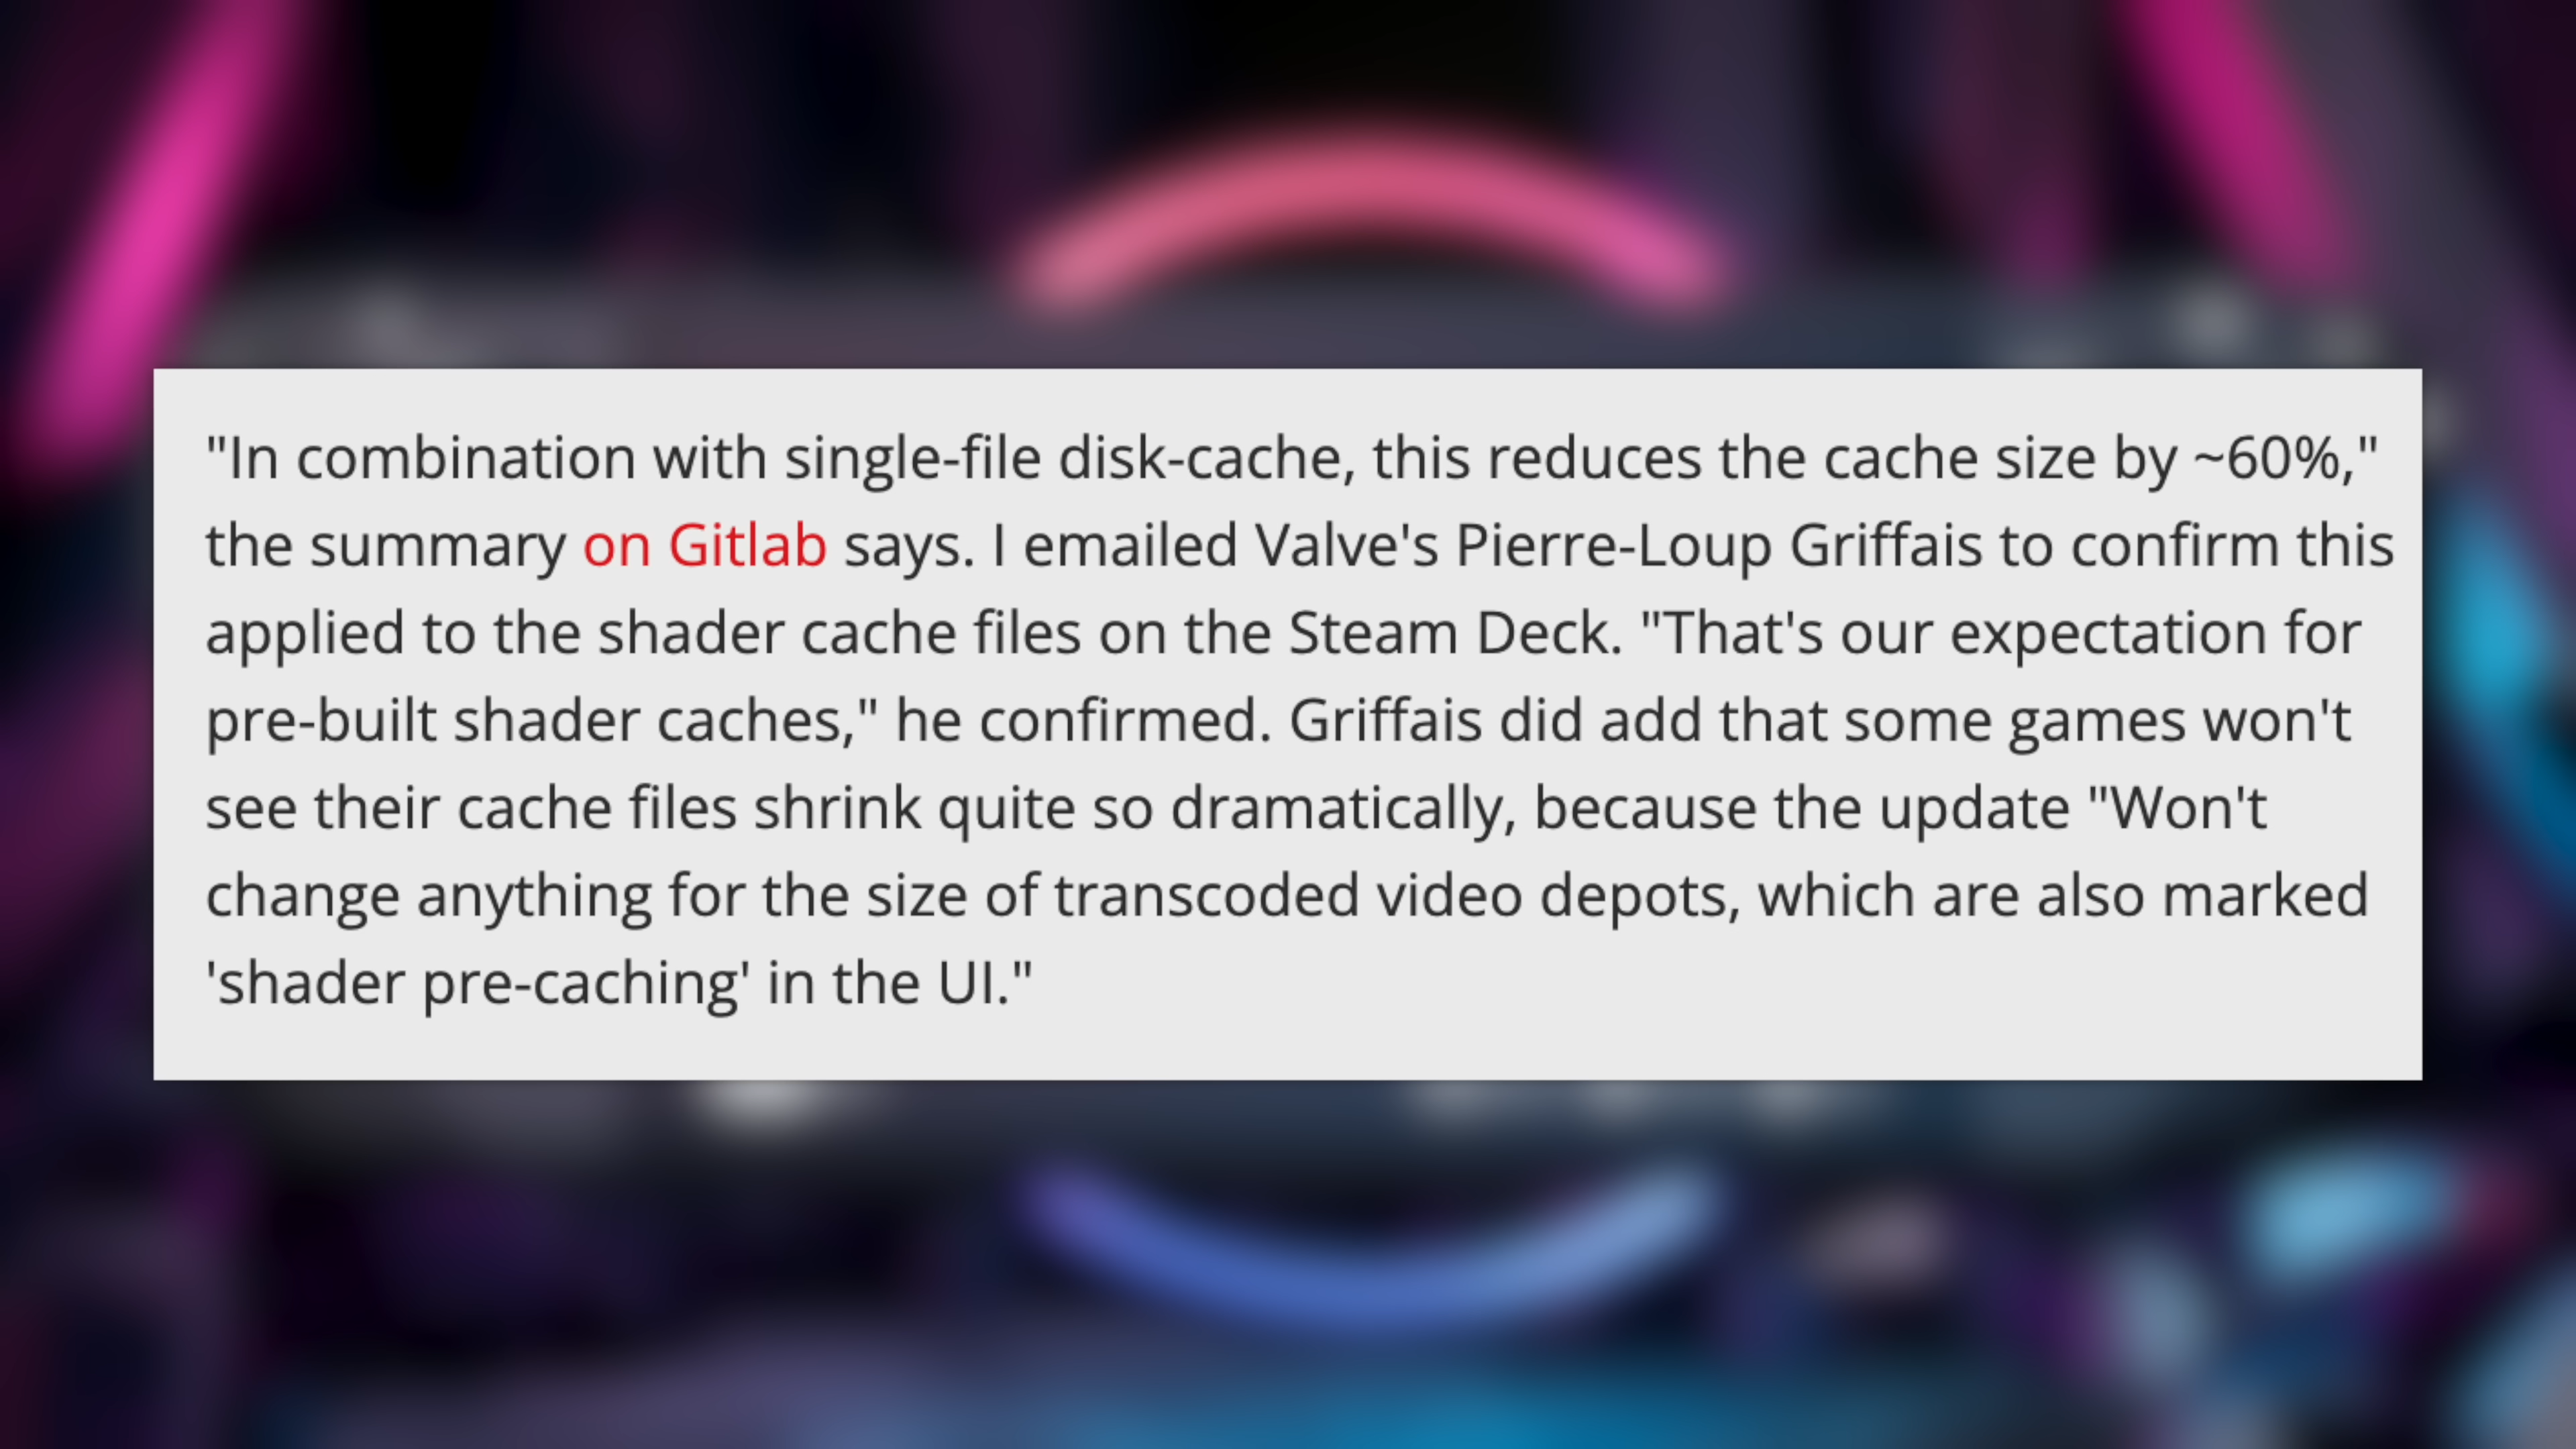 "In combination with single-file disk-cache, this reduces the cache size by ~60%,"
the summary on Gitlab says. I emailed Valve's Pierre-Loup Griffais to confirm this
applied to the shader cache files on the Steam Deck. "That's our expectation for
pre-built shader caches," he confirmed. Griffais did add that some games won't
see their cache files shrink quite so dramatically, because the update "Won't
change anything for the size of transcoded video depots, which are also marked
'shader pre-caching' in the UI."